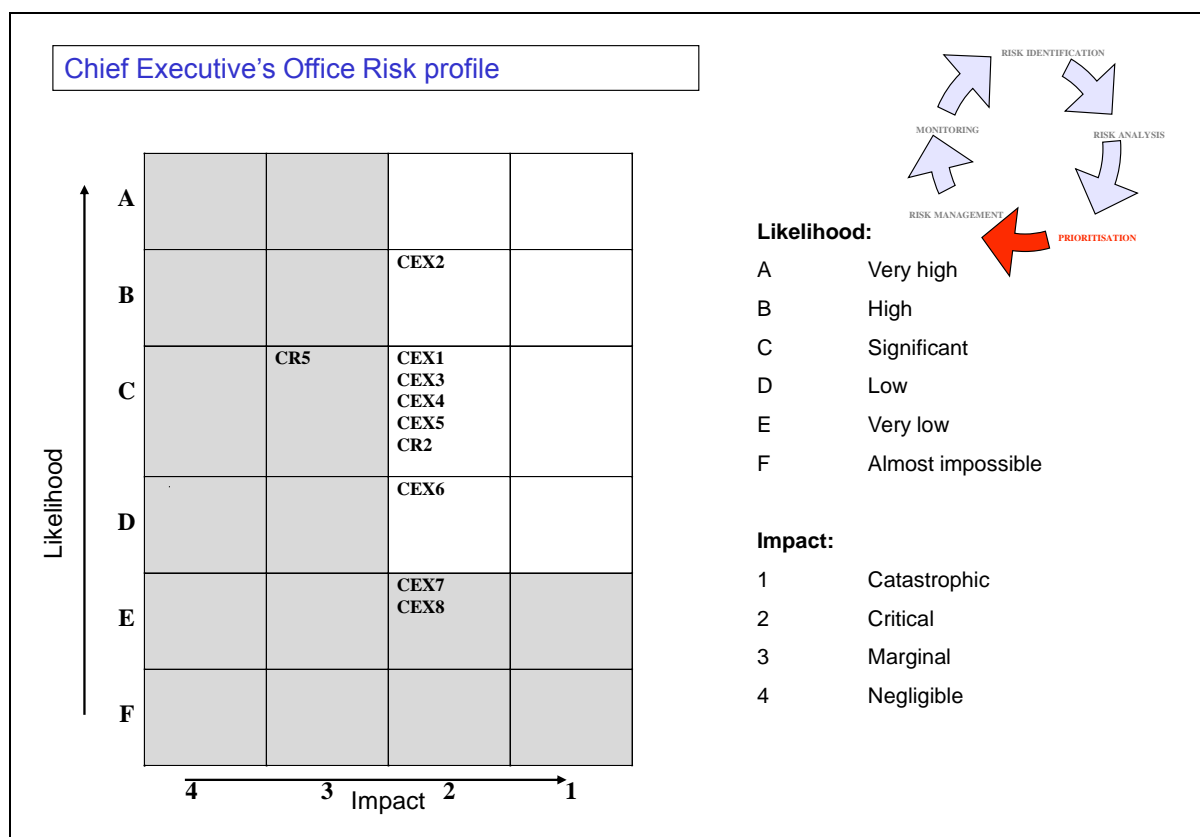 Chief Executive's Office Risk profile
RISK IDENTIFICATION
MONITORING
RISK ANALYSIS
RISK MANAGEMENT
PRIORITISATION
A
B
C
D
E
F
Likelihood
CEX2
CR5
CEX1
CEX3
CEX4
CEX5
CR2
CEX6
CEX7
CEX8
4 3 2 1
Impact
Likelihood:
A Very high
B High
C Significant
D Low
E Very low
F Almost impossible
Impact:
1 Catastrophic
2 Critical
3 Marginal
4 Negligible